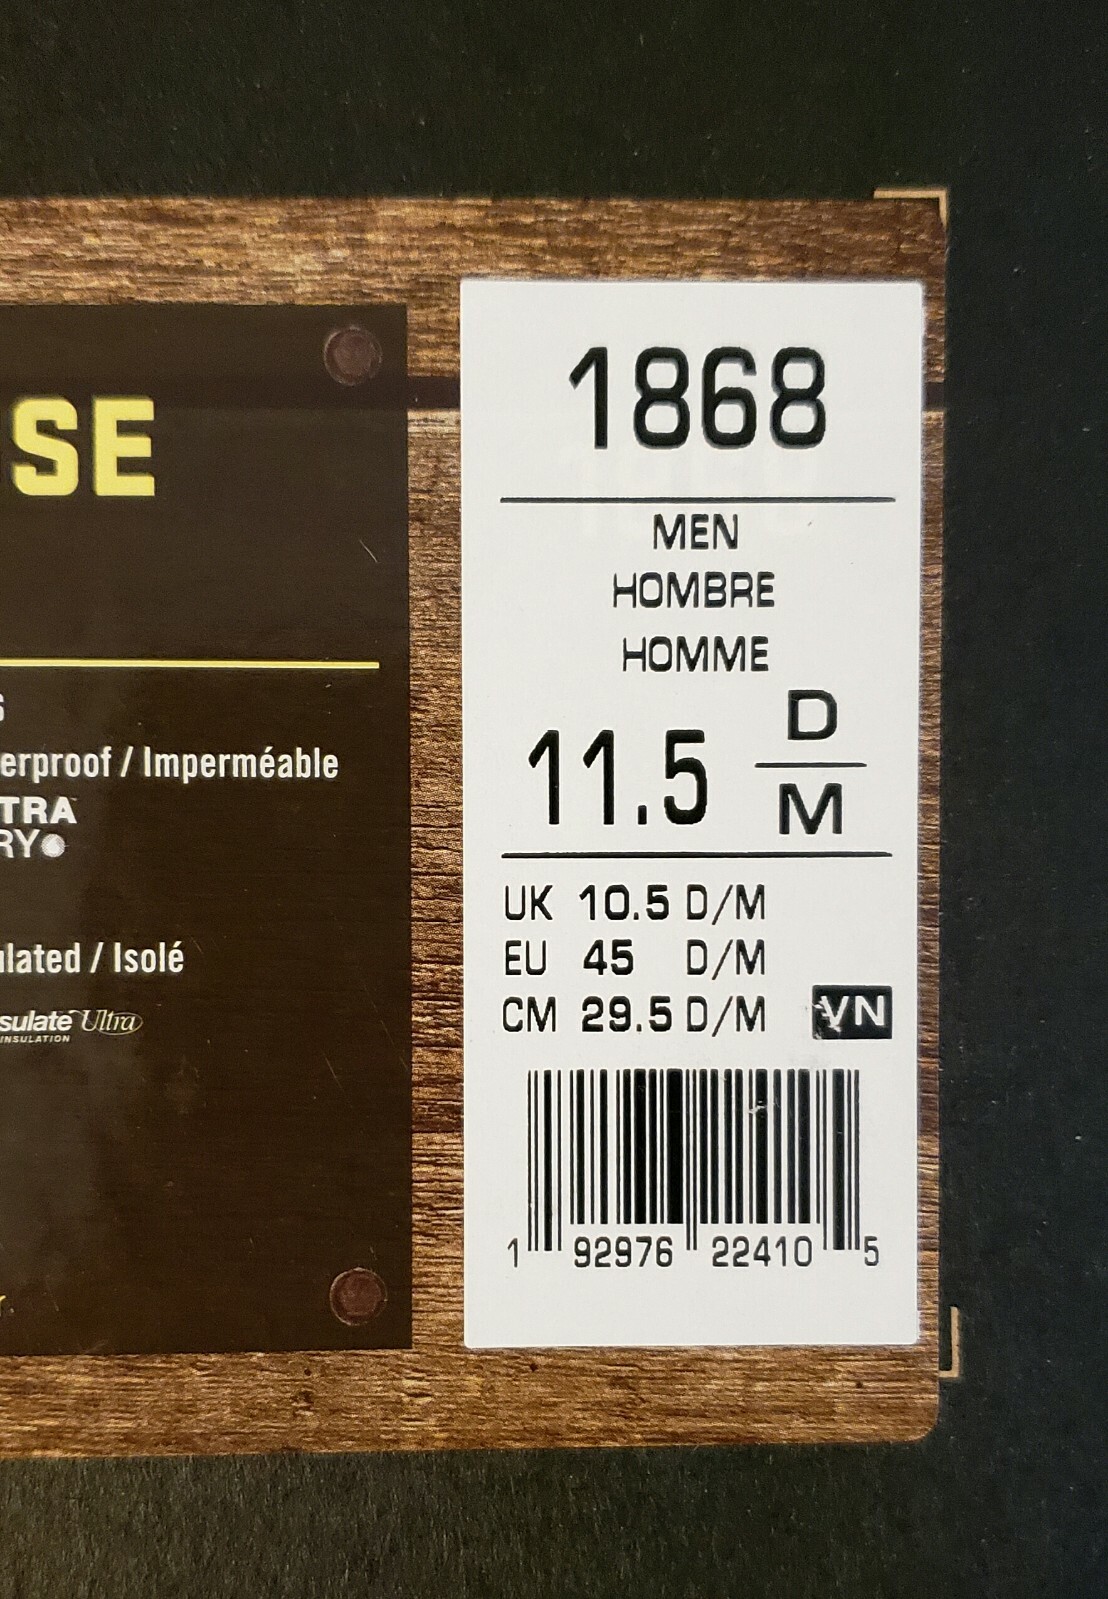 SE
erproof / Imperméable
TRA
RY
lated / Isolé
sulate Ultra
INSULATION
1868
MEN
HOMBRE
HOMME
11.5 D/M
UK 10.5 D/M
EU 45 D/M
CM 29.5 D/M VN
1 92976 22410 5